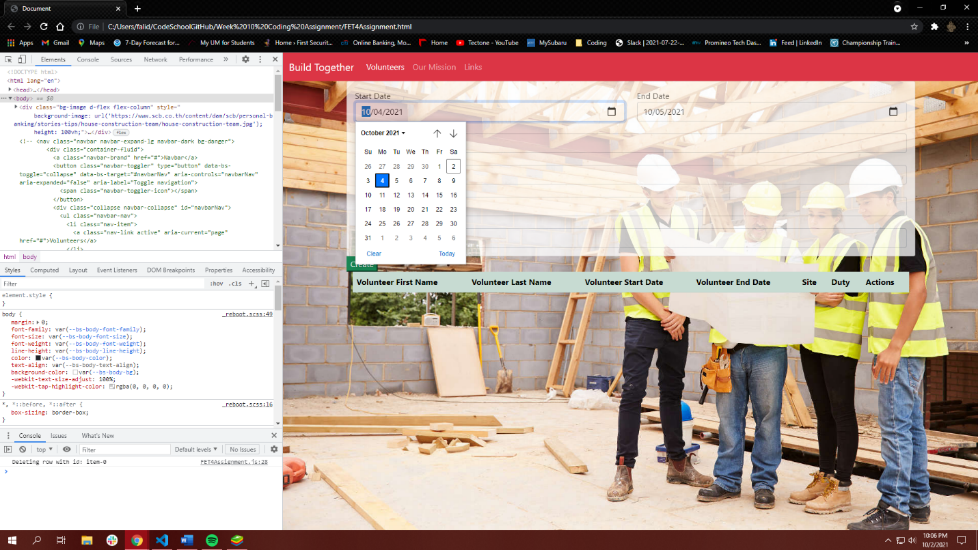 Document
File | C:/Users/falid/CodeSchoolGitHub/Week%2010%20Coding%20Assignment/FET4Assignment.html
Apps Gmail Maps 7-Day Forecast for... My UM for Students Home - First Securit... Online Banking, Mo... Home Tectone - YouTube MySubaru Coding Slack | 2021-07-22-... Promineo Tech Das... Feed | LinkedIn Championship Train... »
Elements Console Sources Network Performance »
<!DOCTYPE html>
<html lang="en">
<head>…</head>
<body> == $0
<div class="bg-image d-flex flex-column" style="
background-image: url('https://www.scb.co.th/content/dam/scb/personal-b
anking/stories-tips/house-construction-team/house-construction-team.jpg');
height: 100vh;">…</div> flex
<!-- <nav class="navbar navbar-expand-lg navbar-dark bg-danger">
<div class="container-fluid">
<a class="navbar-brand" href="#">Navbar</a>
<button class="navbar-toggler" type="button" data-bs-
toggle="collapse" data-bs-target="#navbarNav" aria-controls="navbarNav"
aria-expanded="false" aria-label="Toggle navigation">
<span class="navbar-toggler-icon"></span>
</button>
<div class="collapse navbar-collapse" id="navbarNav">
<ul class="navbar-nav">
<li class="nav-item">
<a class="nav-link active" aria-current="page"
href="#">Volunteers</a>
</li>
html body
Styles Computed Layout Event Listeners DOM Breakpoints Properties Accessibility
Filter :hov .cls +
element.style {
}
body { _reboot.scss:49
margin: 0;
font-family: var(--bs-body-font-family);
font-size: var(--bs-body-font-size);
font-weight: var(--bs-body-font-weight);
line-height: var(--bs-body-line-height);
color: var(--bs-body-color);
text-align: var(--bs-body-text-align);
background-color: var(--bs-body-bg);
-webkit-text-size-adjust: 100%;
-webkit-tap-highlight-color: rgba(0, 0, 0, 0);
}
*, *::before, *::after { _reboot.scss:16
box-sizing: border-box;
}
Console Issues What's New
top Filter Default levels No Issues
Deleting row with id: item-0 FET4Assignment.js:28
Build Together Volunteers Our Mission Links
Start Date End Date
10/04/2021 10/05/2021
October 2021
Su Mo Tu We Th Fr Sa
26 27 28 29 30 1 2
3 4 5 6 7 8 9
10 11 12 13 14 15 16
17 18 19 20 21 22 23
24 25 26 27 28 29 30
31 1 2 3 4 5 6
Clear Today
Create
Volunteer First Name Volunteer Last Name Volunteer Start Date Volunteer End Date Site Duty Actions
10:06 PM
10/2/2021